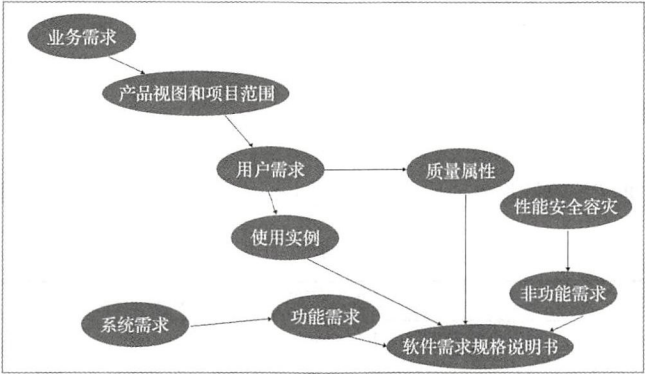 业务需求
产品视图和项目范围
用户需求
质量属性
性能安全容灾
使用实例
非功能需求
系统需求
功能需求
软件需求规格说明书